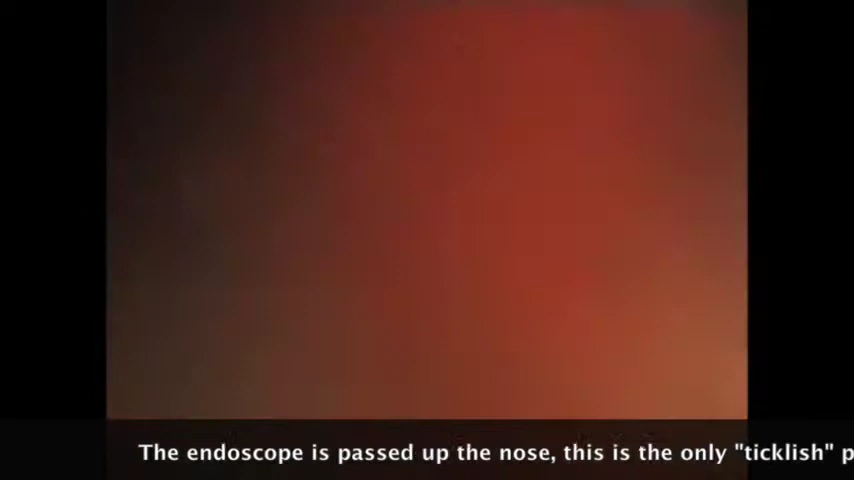 The endoscope is passed up the nose, this is the only "ticklish" p